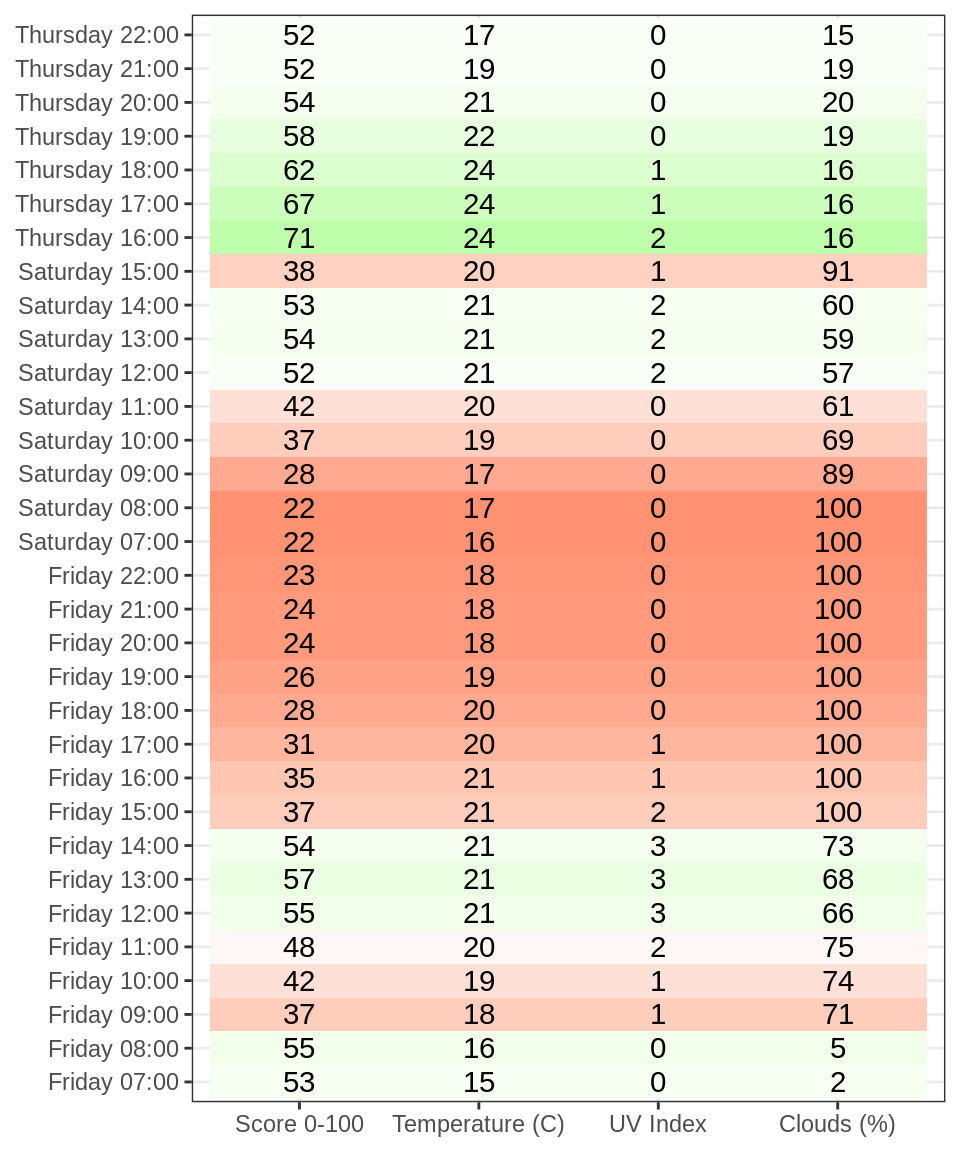 Thursday 22:00 52 17 0 15
Thursday 21:00 52 19 0 19
Thursday 20:00 54 21 0 20
Thursday 19:00 58 22 0 19
Thursday 18:00 62 24 1 16
Thursday 17:00 67 24 1 16
Thursday 16:00 71 24 2 16
Saturday 15:00 38 20 1 91
Saturday 14:00 53 21 2 60
Saturday 13:00 54 21 2 59
Saturday 12:00 52 21 2 57
Saturday 11:00 42 20 0 61
Saturday 10:00 37 19 0 69
Saturday 09:00 28 17 0 89
Saturday 08:00 22 17 0 100
Saturday 07:00 22 16 0 100
Friday 22:00 23 18 0 100
Friday 21:00 24 18 0 100
Friday 20:00 24 18 0 100
Friday 19:00 26 19 0 100
Friday 18:00 28 20 0 100
Friday 17:00 31 20 1 100
Friday 16:00 35 21 1 100
Friday 15:00 37 21 2 100
Friday 14:00 54 21 3 73
Friday 13:00 57 21 3 68
Friday 12:00 55 21 3 66
Friday 11:00 48 20 2 75
Friday 10:00 42 19 1 74
Friday 09:00 37 18 1 71
Friday 08:00 55 16 0 5
Friday 07:00 53 15 0 2
Score 0-100 Temperature (C) UV Index Clouds (%)